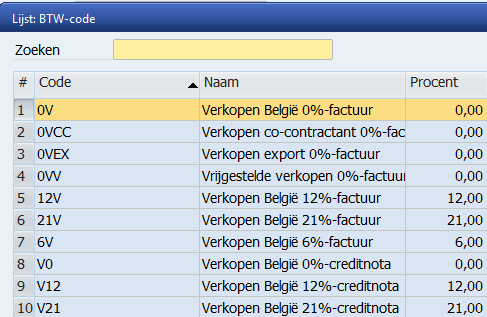 Lijst: BTW-code
Zoeken
# Code Naam Procent
1 0V Verkopen België 0%-factuur 0,00
2 0VCC Verkopen co-contractant 0%-fac 0,00
3 0VEX Verkopen export 0%-factuur 0,00
4 0VV Vrijgestelde verkopen 0%-factuur 0,00
5 12V Verkopen België 12%-factuur 12,00
6 21V Verkopen België 21%-factuur 21,00
7 6V Verkopen België 6%-factuur 6,00
8 V0 Verkopen België 0%-creditnota 0,00
9 V12 Verkopen België 12%-creditnota 12,00
10 V21 Verkopen België 21%-creditnota 21,00